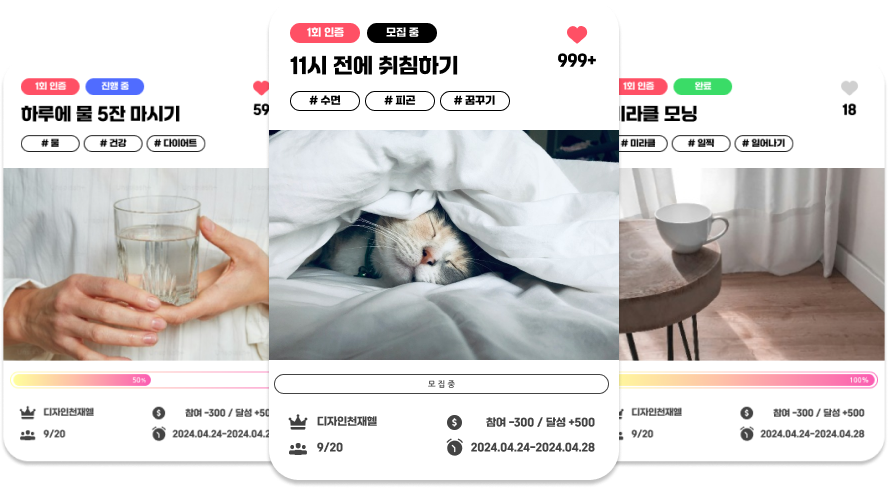 1회 인증 진행 중
59
하루에 물 5잔 마시기
# 물 # 건강 # 다이어트
50%
디자인천재엘 참여 -300 / 달성 +50
9/20 2024.04.24-2024.04.2
1회 인증 모집 중
999+
11시 전에 취침하기
# 수면 # 피곤 # 꿈꾸기
모집중
디자인천재엘 참여 -300 / 달성 +500
9/20 2024.04.24-2024.04.28
1회 인증 완료
18
미라클 모닝
# 미라클 # 일찍 # 일어나기
100%
디자인천재엘 참여 -300 / 달성 +500
9/20 2024.04.24-2024.04.28